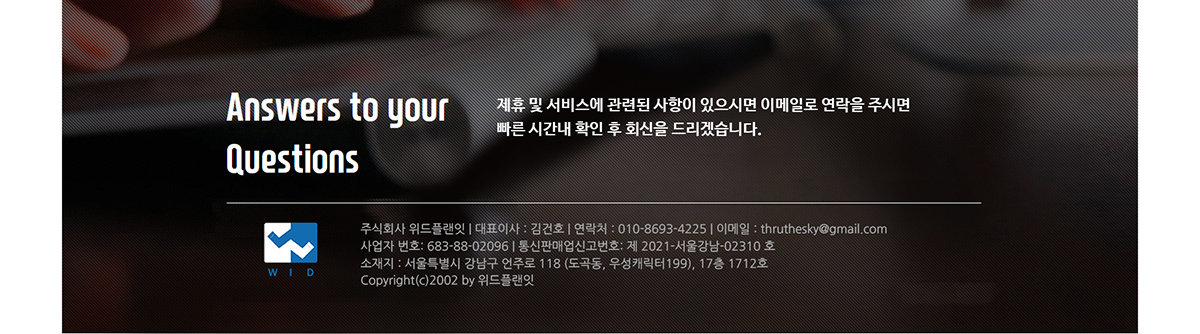 Answers to your
Questions
제휴 및 서비스에 관련된 사항이 있으시면 이메일로 연락을 주시면
빠른 시간내 확인 후 회신을 드리겠습니다.
WID
주식회사 위드플랜잇 | 대표이사 : 김건호 | 연락처 : 010-8693-4225 | 이메일 : thruthesky@gmail.com
사업자 번호: 683-88-02096 | 통신판매업신고번호: 제 2021-서울강남-02310 호
소재지 : 서울특별시 강남구 언주로 118 (도곡동, 우성캐릭터199), 17층 1712호
Copyright(c)2002 by 위드플랜잇